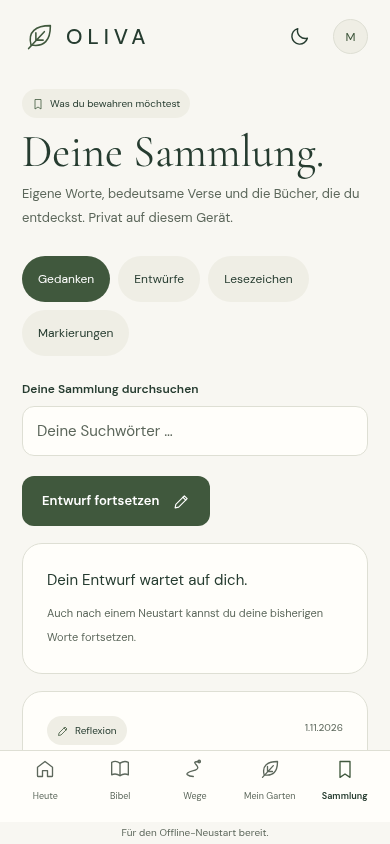 OLIVA
M
Was du bewahren möchtest
Deine Sammlung.
Eigene Worte, bedeutsame Verse und die Bücher, die du
entdeckst. Privat auf diesem Gerät.
Gedanken Entwürfe Lesezeichen
Markierungen
Deine Sammlung durchsuchen
Deine Suchwörter ...
Entwurf fortsetzen
Dein Entwurf wartet auf dich.
Auch nach einem Neustart kannst du deine bisherigen
Worte fortsetzen.
Reflexion 1.11.2026
Heute Bibel Wege Mein Garten Sammlung
Für den Offline-Neustart bereit.